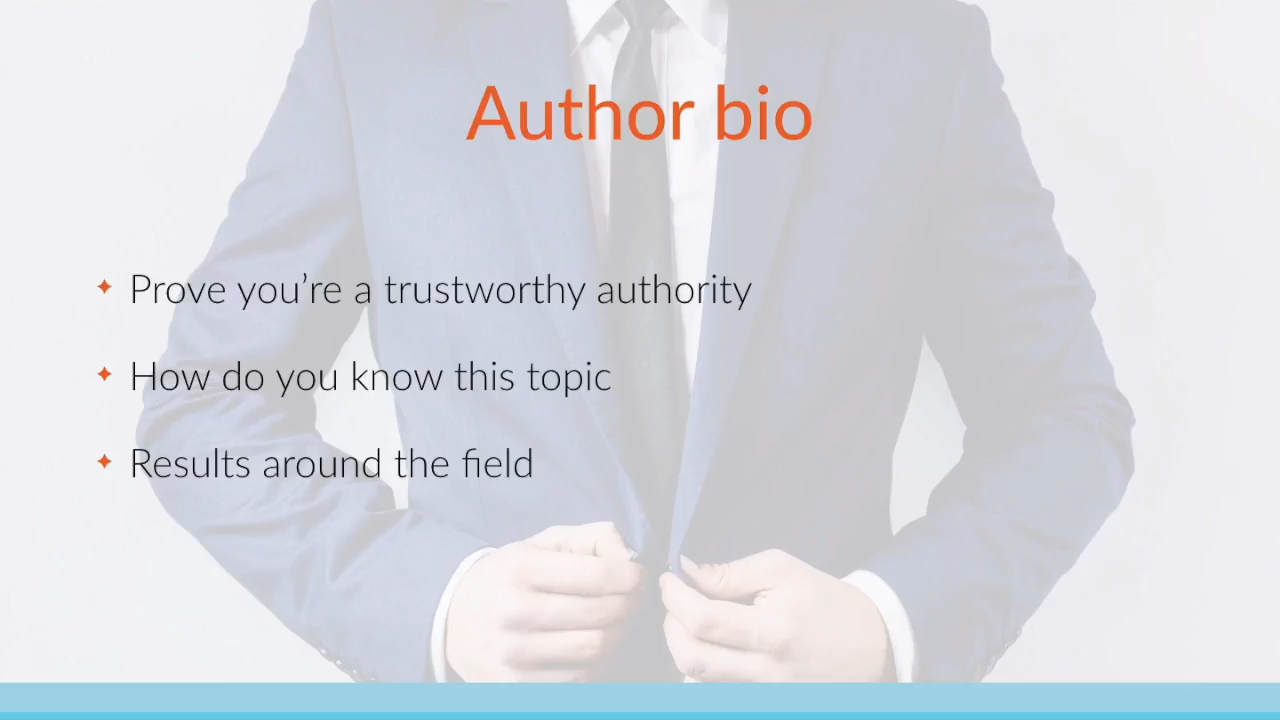 Author bio
Prove you’re a trustworthy authority
How do you know this topic
Results around the field